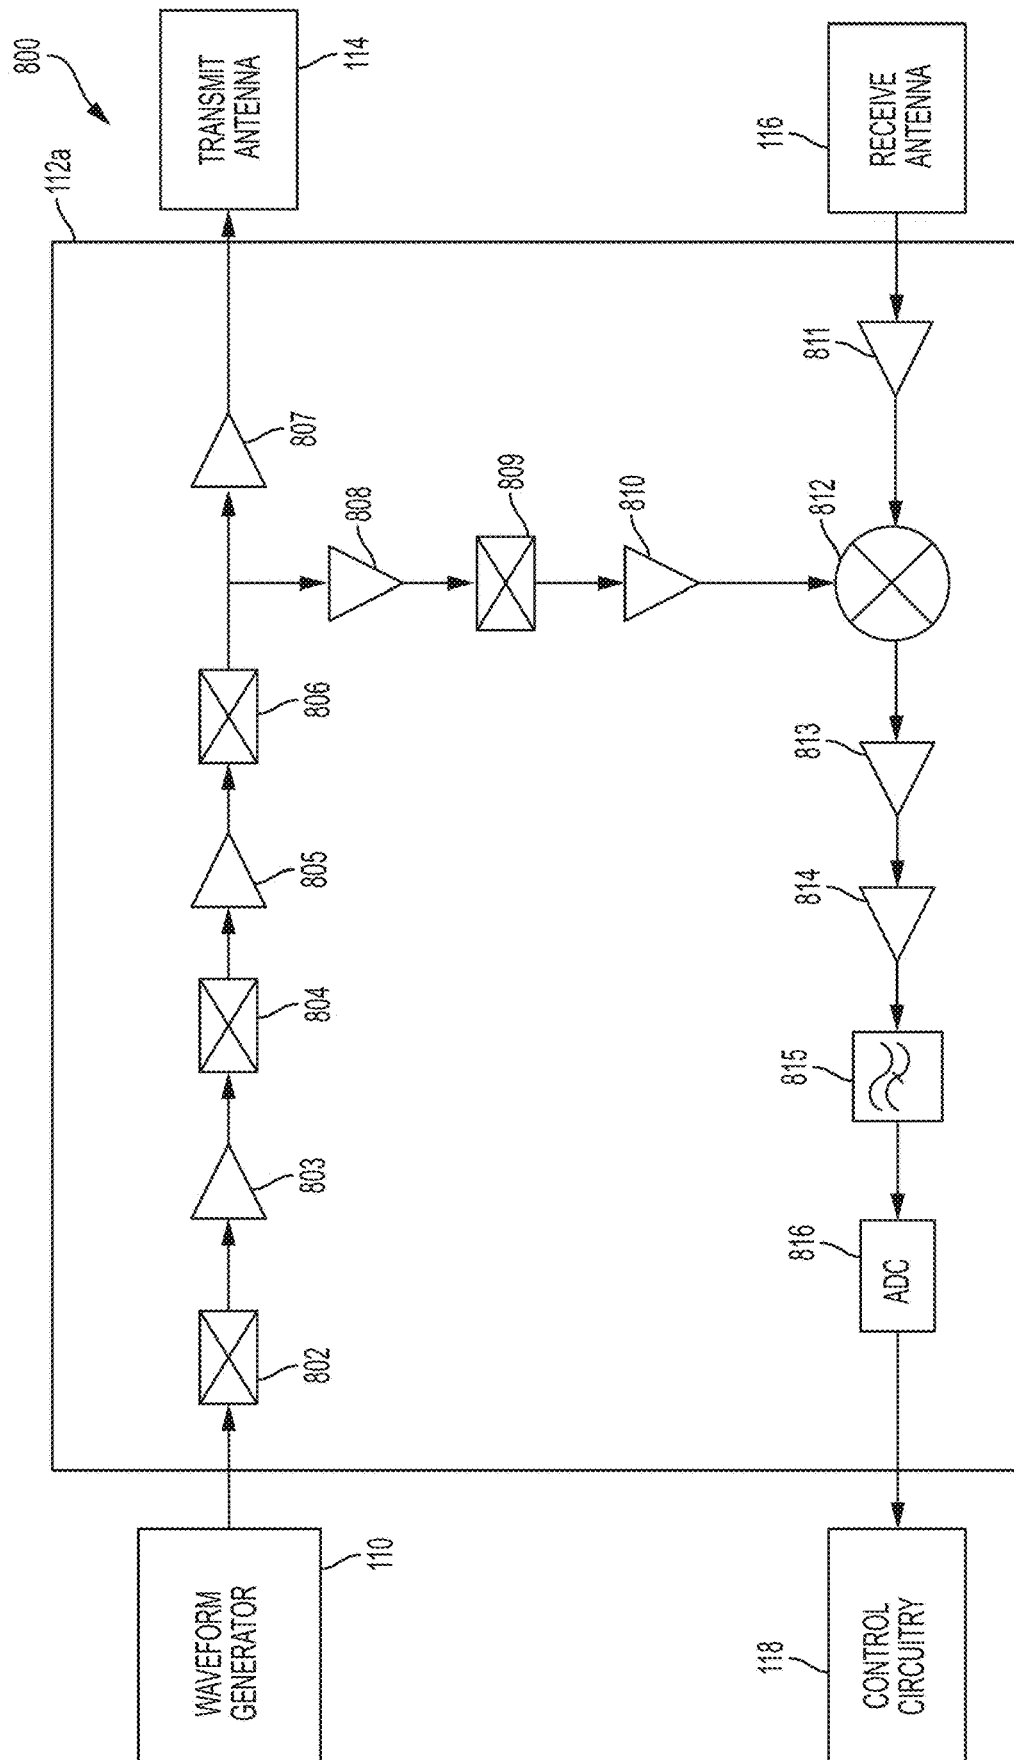 800
112a
WAVEFORM
GENERATOR
110
802
803
804
805
806
807
TRANSMIT
ANTENNA
114
808
809
810
CONTROL
CIRCUITRY
118
ADC
816
815
814
813
812
811
RECEIVE
ANTENNA
116